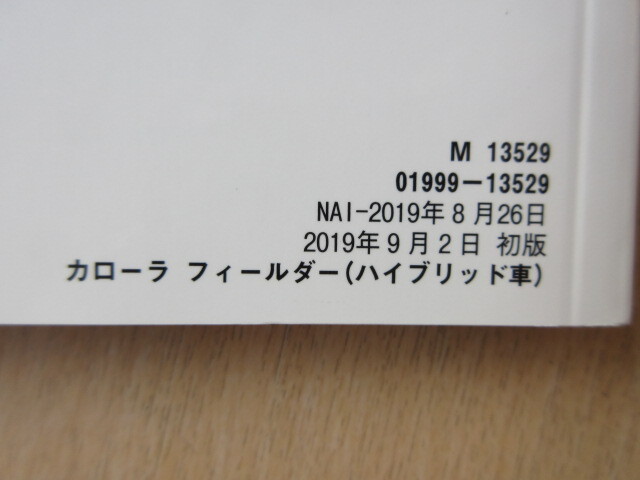 M 13529
01999-13529
NAI-2019年8月26日
2019年9月2日 初版
カローラ フィールダー(ハイブリッド車)